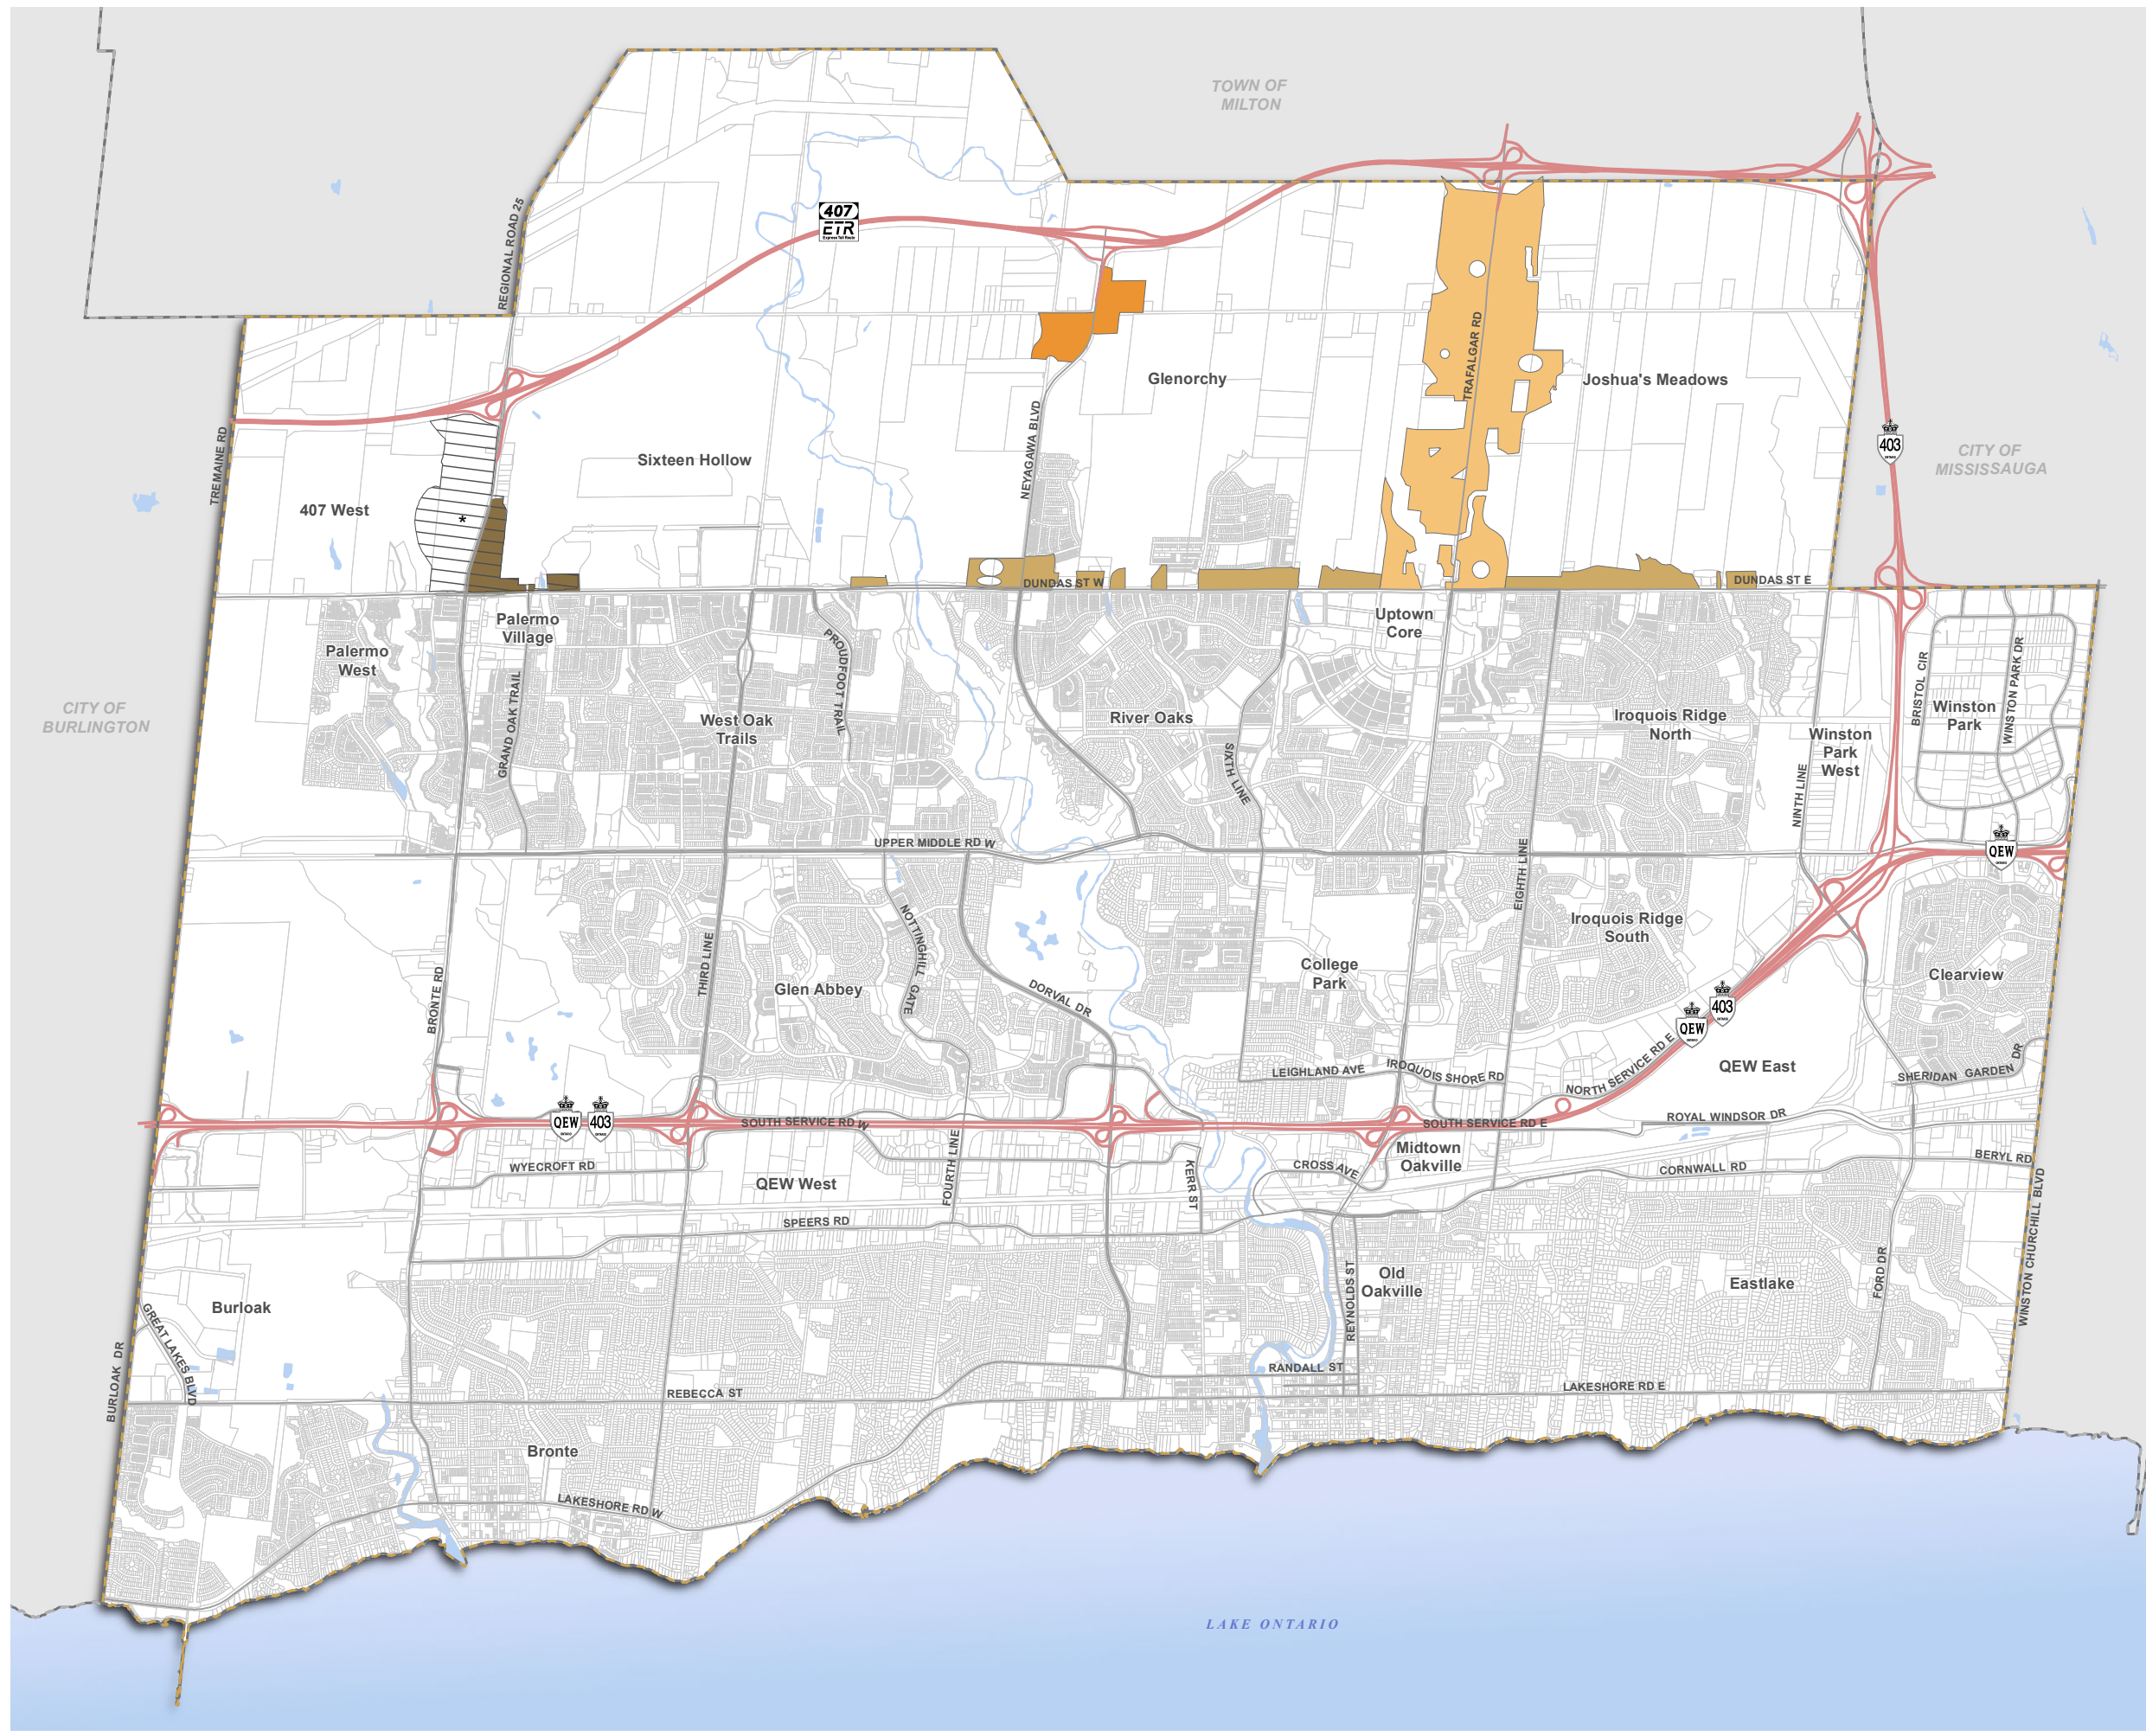 TOWN OF
MILTON
407
ETR
Express Toll Route
REGIONAL ROAD 25
TRAFALGAR RD
Glenorchy
Joshua's Meadows
NEYAGAWA BLVD
TREMAINE RD
403
CITY OF
MISSISSAUGA
Sixteen Hollow
407 West
*
DUNDAS ST W
DUNDAS ST E
Palermo
Village
Uptown
Core
Palermo
West
PROUDFOOT TRAIL
GRAND OAK TRAIL
BRISTOL CIR
WINSTON PARK DR
CITY OF
BURLINGTON
West Oak
Trails
River Oaks
Iroquois Ridge
North
Winston
Park
Winston
Park
West
SIXTH LINE
NINTH LINE
UPPER MIDDLE RD W
QEW
EIGHTH LINE
NOTTINGHILL GATE
THIRD LINE
Iroquois Ridge
South
College
Park
Clearview
BRONTE RD
Glen Abbey
DORVAL DR
403
QEW
LEIGHLAND AVE
IROQUOIS SHORE RD
NORTH SERVICE RD E
QEW East
SHERIDAN GARDEN DR
QEW
403
SOUTH SERVICE RD W
SOUTH SERVICE RD E
ROYAL WINDSOR DR
Midtown
Oakville
WYECROFT RD
QEW West
FOURTH LINE
KERR ST
CROSS AVE
CORNWALL RD
BERYL RD
SPEERS RD
WINSTON CHURCHILL BLVD
Burloak
GREAT LAKES BLVD
REYNOLDS ST
Old
Oakville
Eastlake
FORD DR
BURLOAK DR
RANDALL ST
REBECCA ST
LAKESHORE RD E
Bronte
LAKESHORE RD W
LAKE ONTARIO